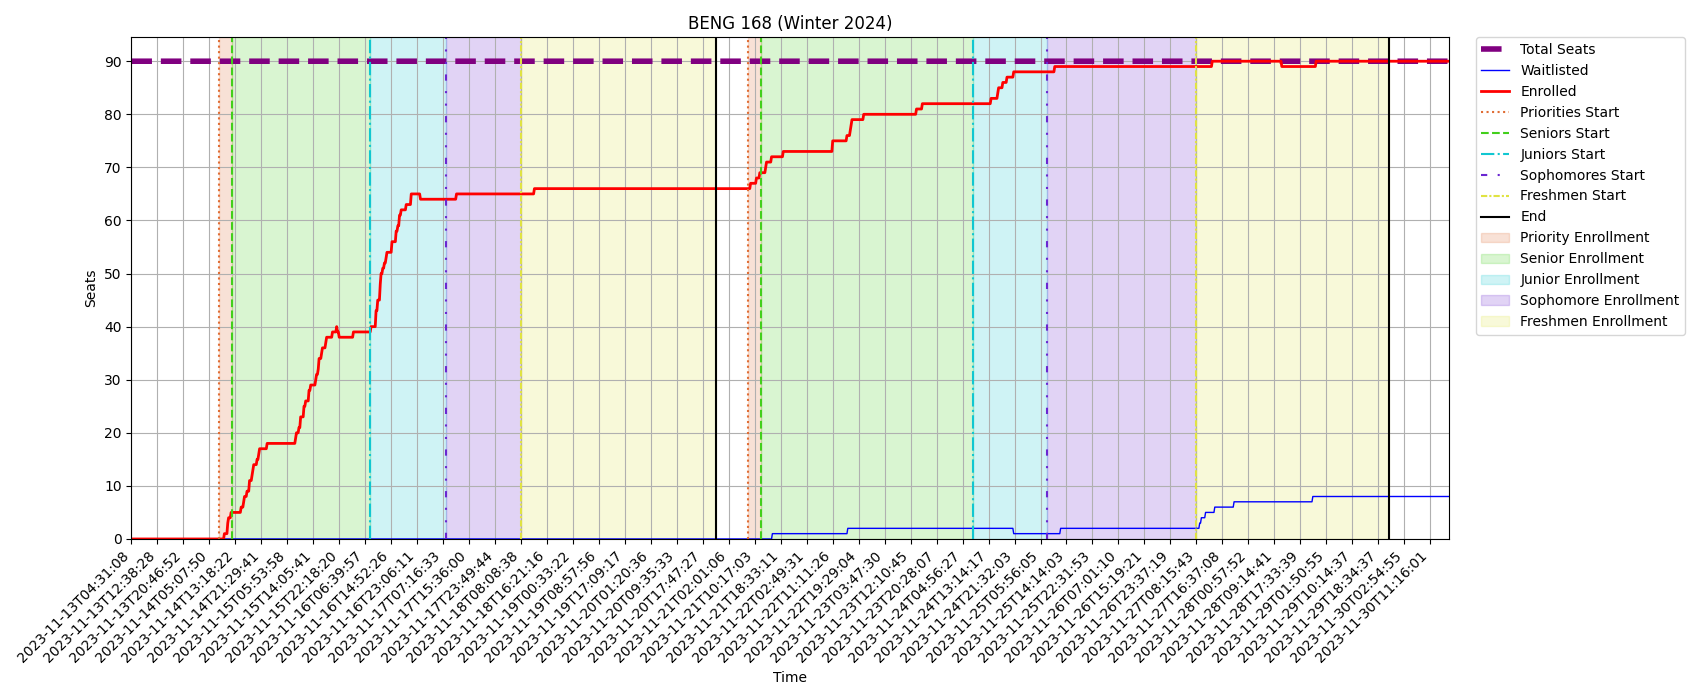 BENG 168 (Winter 2024)
Seats
90
80
70
60
50
40
30
20
10
0
2023-11-13T04:31:08
2023-11-13T12:38:28
2023-11-13T20:46:52
2023-11-14T05:07:50
2023-11-14T13:18:22
2023-11-14T21:29:41
2023-11-15T05:53:58
2023-11-15T14:05:41
2023-11-15T22:18:20
2023-11-16T06:39:57
2023-11-16T14:52:26
2023-11-16T23:06:11
2023-11-17T07:16:33
2023-11-17T15:36:00
2023-11-17T23:49:44
2023-11-18T08:08:38
2023-11-18T16:21:16
2023-11-19T00:33:22
2023-11-19T08:57:56
2023-11-19T17:09:17
2023-11-20T01:20:36
2023-11-20T09:35:33
2023-11-20T17:47:27
2023-11-21T02:01:06
2023-11-21T10:17:03
2023-11-21T18:33:11
2023-11-22T02:49:31
2023-11-22T11:11:26
2023-11-22T19:29:04
2023-11-23T03:47:30
2023-11-23T12:10:45
2023-11-23T20:28:07
2023-11-24T04:56:27
2023-11-24T13:14:17
2023-11-24T21:32:03
2023-11-25T05:56:05
2023-11-25T14:14:03
2023-11-25T22:31:53
2023-11-26T07:01:10
2023-11-26T15:19:21
2023-11-26T23:37:19
2023-11-27T08:15:43
2023-11-27T16:37:08
2023-11-28T00:57:52
2023-11-28T09:14:41
2023-11-28T17:33:39
2023-11-29T01:50:55
2023-11-29T10:14:37
2023-11-29T18:34:37
2023-11-30T02:54:55
2023-11-30T11:16:01
Time
Total Seats
Waitlisted
Enrolled
Priorities Start
Seniors Start
Juniors Start
Sophomores Start
Freshmen Start
End
Priority Enrollment
Senior Enrollment
Junior Enrollment
Sophomore Enrollment
Freshmen Enrollment